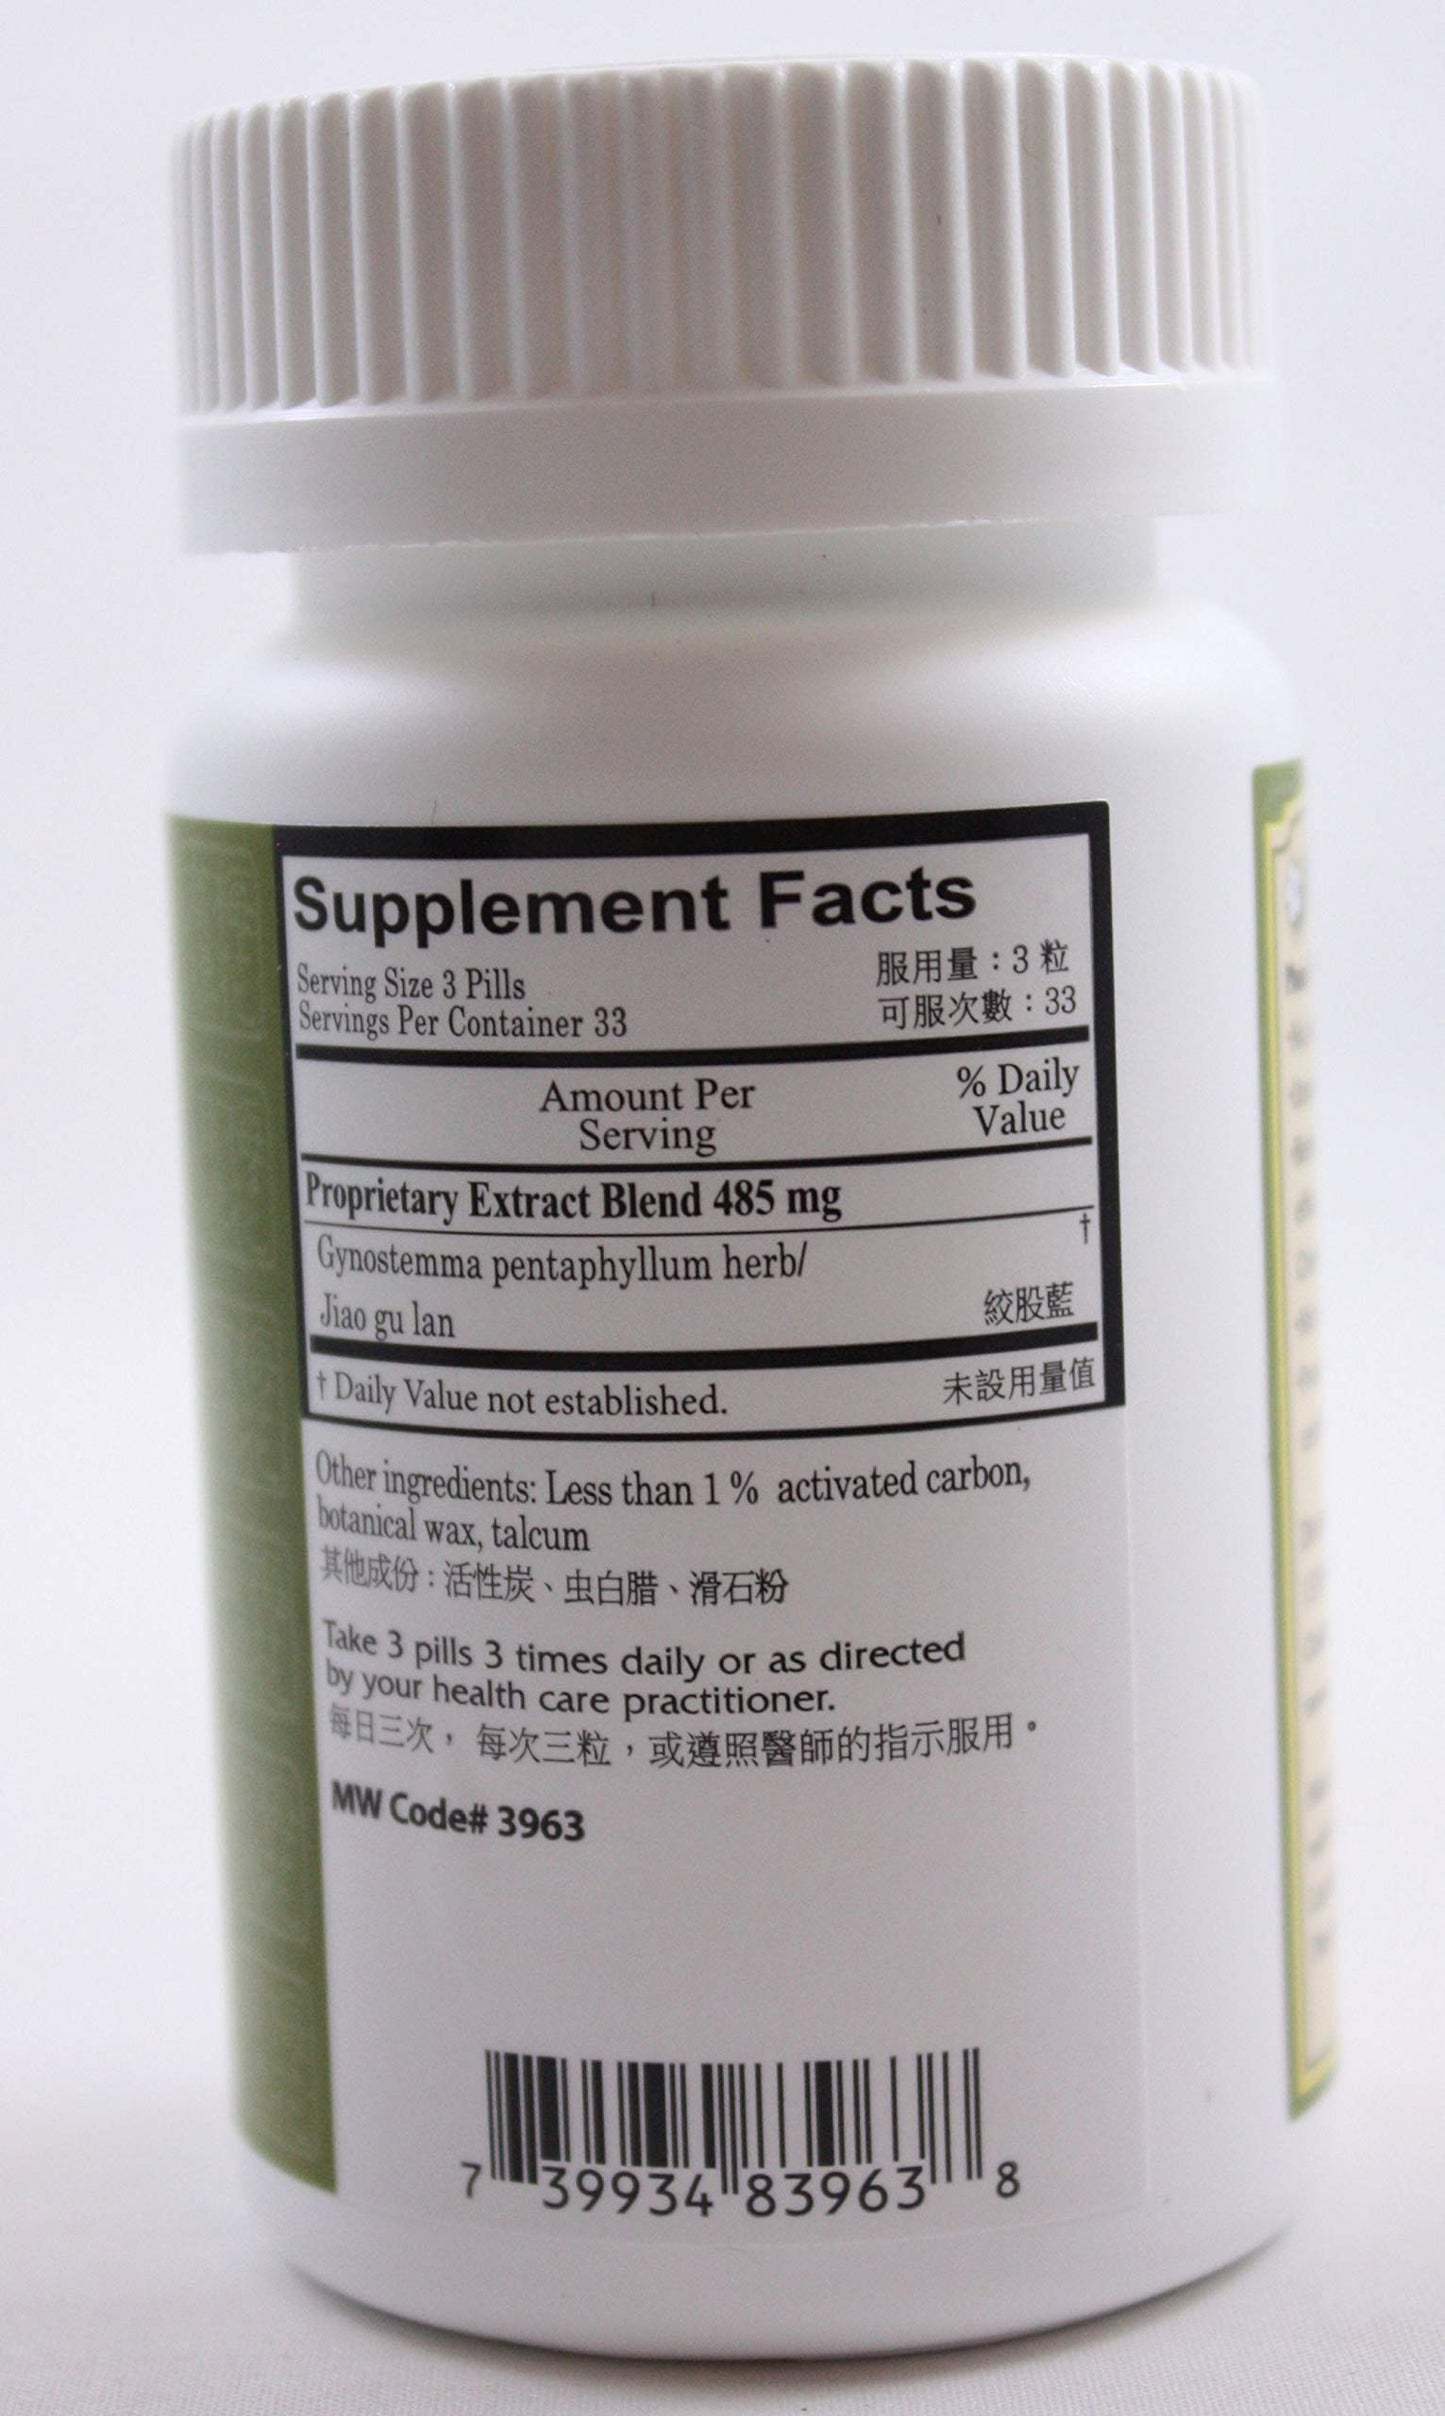 Supplement Facts
Serving Size 3 Pills 服用量：3 粒
Servings Per Container 33 可服次數：33
Amount Per % Daily
Serving Value
Proprietary Extract Blend 485 mg
†
Gynostemma pentaphyllum herb/
Jiao gu lan 絞股藍
† Daily Value not established. 未設用量值
Other ingredients: Less than 1 % activated carbon,
botanical wax, talcum
其他成份：活性炭、虫白腊、滑石粉
Take 3 pills 3 times daily or as directed
by your health care practitioner.
每日三次，每次三粒，或遵照醫師的指示服用。
MW Code# 3963
7 39934 83963 8